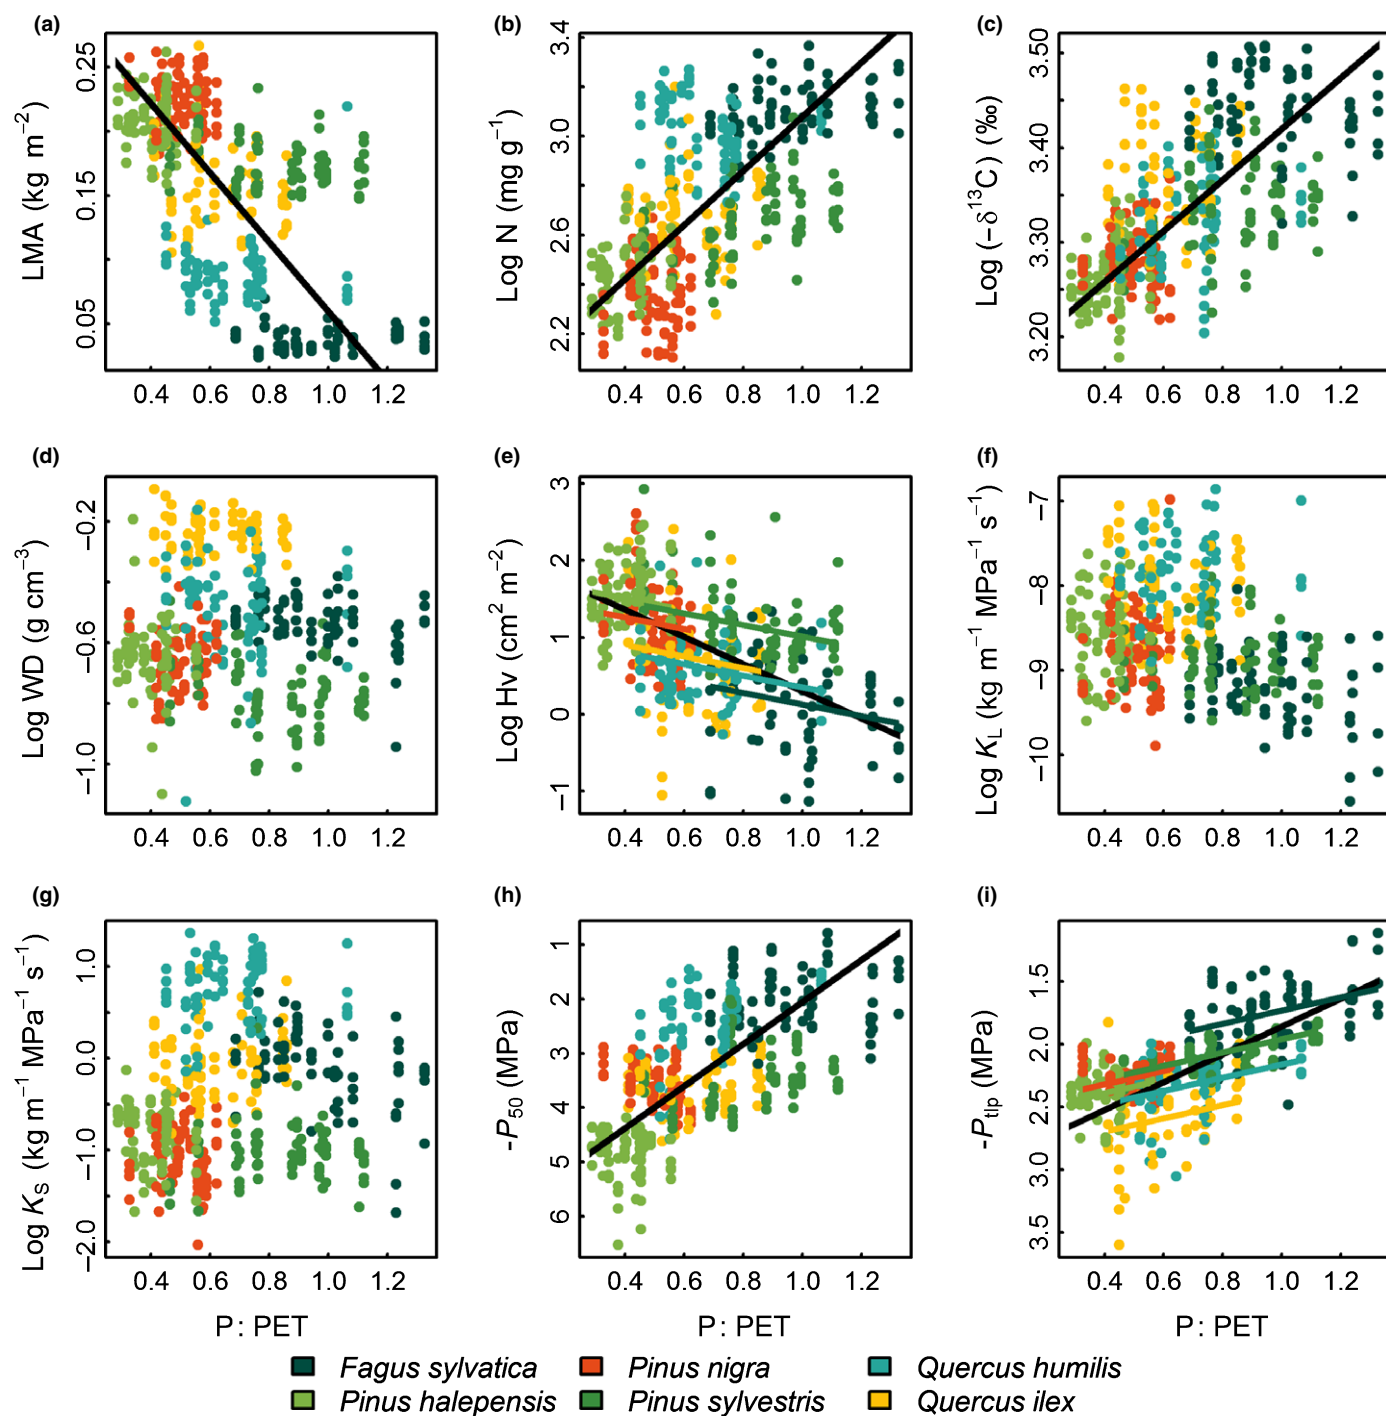 (a)
LMA (kg m−2)
0.25
0.15
0.05
0.4 0.6 0.8 1.0 1.2
(b)
Log N (mg g−1)
3.4
3.0
2.6
2.2
0.4 0.6 0.8 1.0 1.2
(c)
Log (−δ13C) (‰)
3.50
3.40
3.30
3.20
0.4 0.6 0.8 1.0 1.2
(d)
Log WD (g cm−3)
−0.2
−0.6
−1.0
0.4 0.6 0.8 1.0 1.2
(e)
Log Hv (cm2 m−2)
3
2
1
0
−1
0.4 0.6 0.8 1.0 1.2
(f)
Log KL (kg m−1 MPa−1 s−1)
−7
−8
−9
−10
0.4 0.6 0.8 1.0 1.2
(g)
Log KS (kg m−1 MPa−1 s−1)
1.0
0.0
−1.0
−2.0
0.4 0.6 0.8 1.0 1.2
P: PET
(h)
-P50 (MPa)
1
2
3
4
5
6
0.4 0.6 0.8 1.0 1.2
P: PET
(i)
-Ptlp (MPa)
1.5
2.0
2.5
3.0
3.5
0.4 0.6 0.8 1.0 1.2
P: PET
Fagus sylvatica Pinus nigra Quercus humilis
Pinus halepensis Pinus sylvestris Quercus ilex